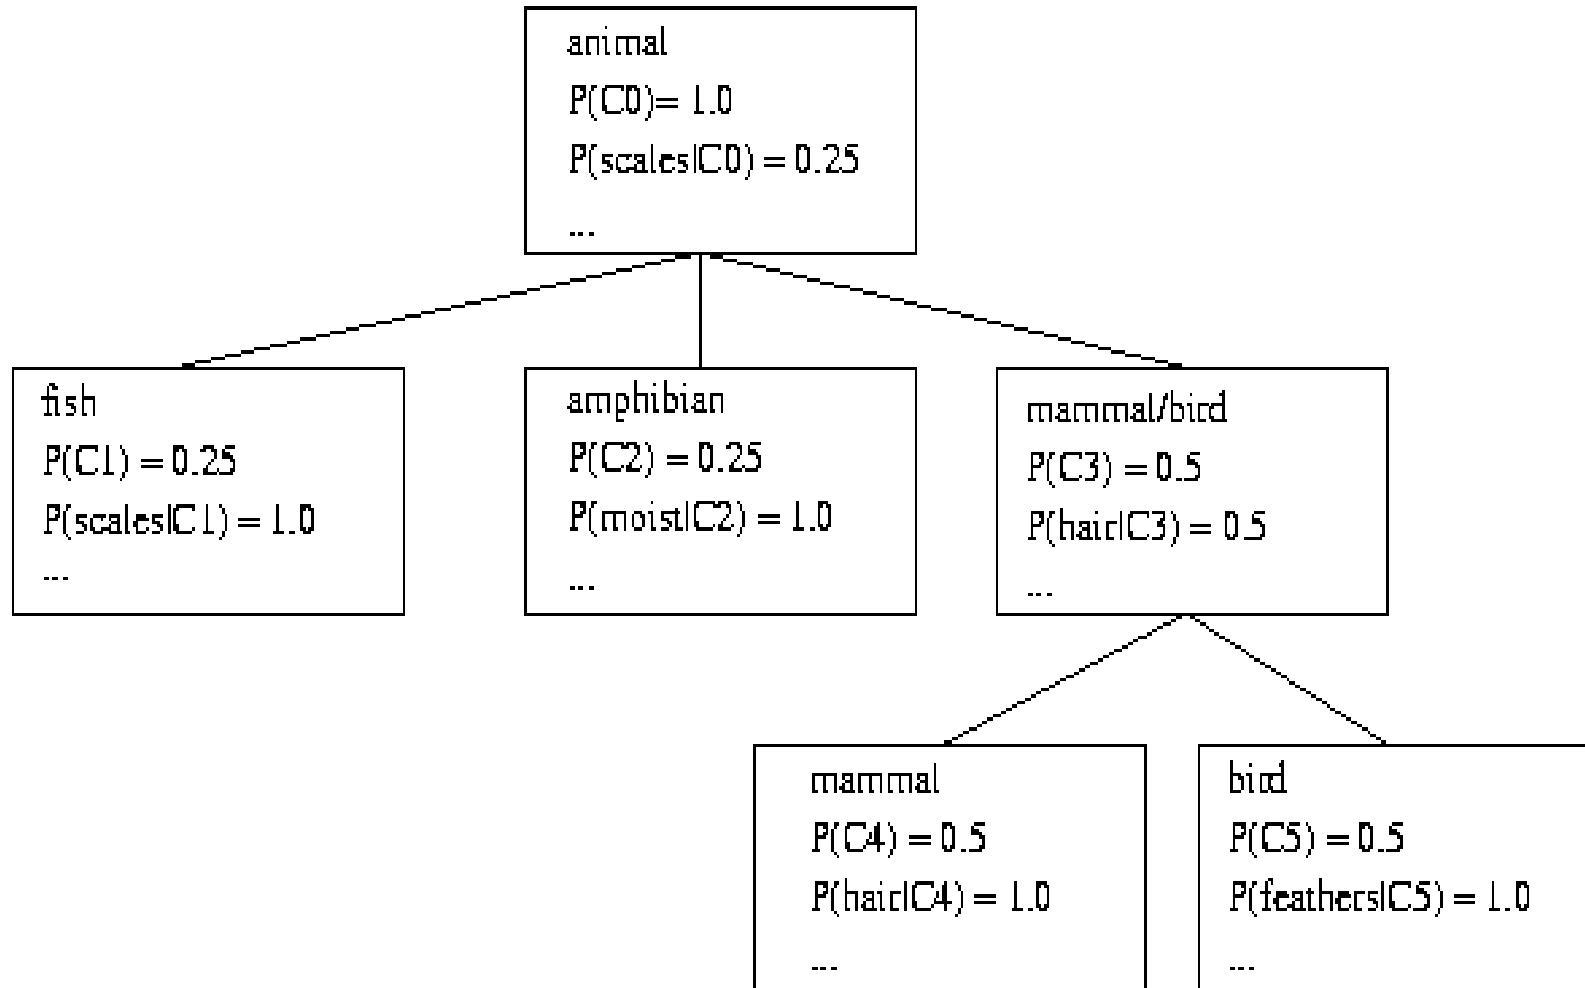 animal
P(C0)= 1.0
P(scales|C0) = 0.25
...
fish
P(C1) = 0.25
P(scales|C1) = 1.0
...
amphibian
P(C2) = 0.25
P(moist|C2) = 1.0
...
mammal/bird
P(C3) = 0.5
P(hair|C3) = 0.5
...
mammal
P(C4) = 0.5
P(hair|C4) = 1.0
...
bird
P(C5) = 0.5
P(feathers|C5) = 1.0
...